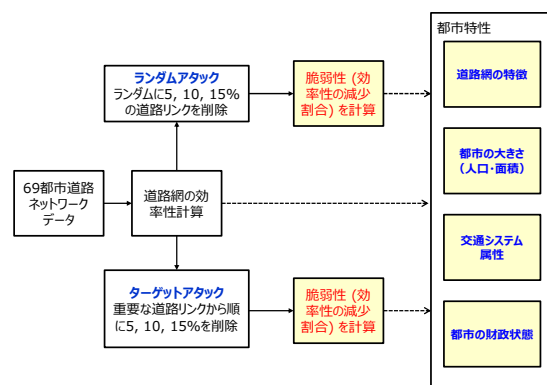 都市特性
ランダムアタック
ランダムに5, 10, 15%
の道路リンクを削除
脆弱性 (効
率性の減少
割合) を計算
道路網の特徴
都市の大きさ
（人口・面積）
69都市道路
ネットワーク
データ
道路網の効
率性計算
交通システム
属性
ターゲットアタック
重要な道路リンクから順
に5, 10, 15%を削除
脆弱性 (効
率性の減少
割合) を計算
都市の財政状態